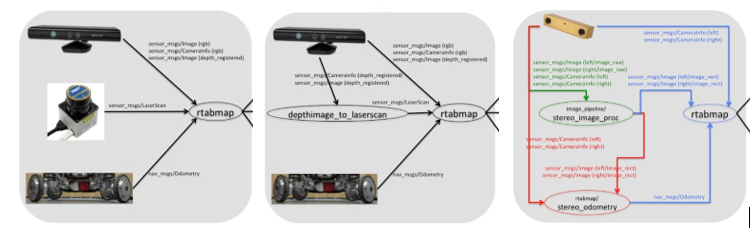 sensor_msgs/Image (rgb)
sensor_msgs/CameraInfo (rgb)
sensor_msgs/Image (depth_registered)
sensor_msgs/LaserScan
rtabmap
nav_msgs/Odometry
sensor_msgs/Image (rgb)
sensor_msgs/CameraInfo (rgb)
sensor_msgs/Image (depth_registered)
sensor_msgs/CameraInfo (depth_registered)
sensor_msgs/Image (depth_registered)
sensor_msgs/LaserScan
depthimage_to_laserscan
rtabmap
nav_msgs/Odometry
sensor_msgs/CameraInfo (left)
sensor_msgs/CameraInfo (right)
sensor_msgs/Image (left/image_raw)
sensor_msgs/Image (right/image_raw)
sensor_msgs/CameraInfo (left)
sensor_msgs/CameraInfo (right)
sensor_msgs/Image (left/image_rect)
sensor_msgs/Image (right/image_rect)
image_pipeline/
stereo_image_proc
rtabmap
sensor_msgs/CameraInfo (left)
sensor_msgs/CameraInfo (right)
sensor_msgs/Image (left/image_rect)
sensor_msgs/Image (right/image_rect)
rtabmap/
stereo_odometry
nav_msgs/Odometry